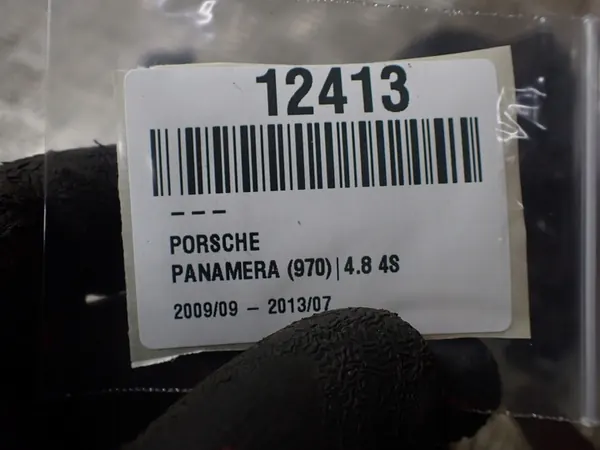 12413
---
PORSCHE
PANAMERA (970)|4.8 4S
2009/09 - 2013/07